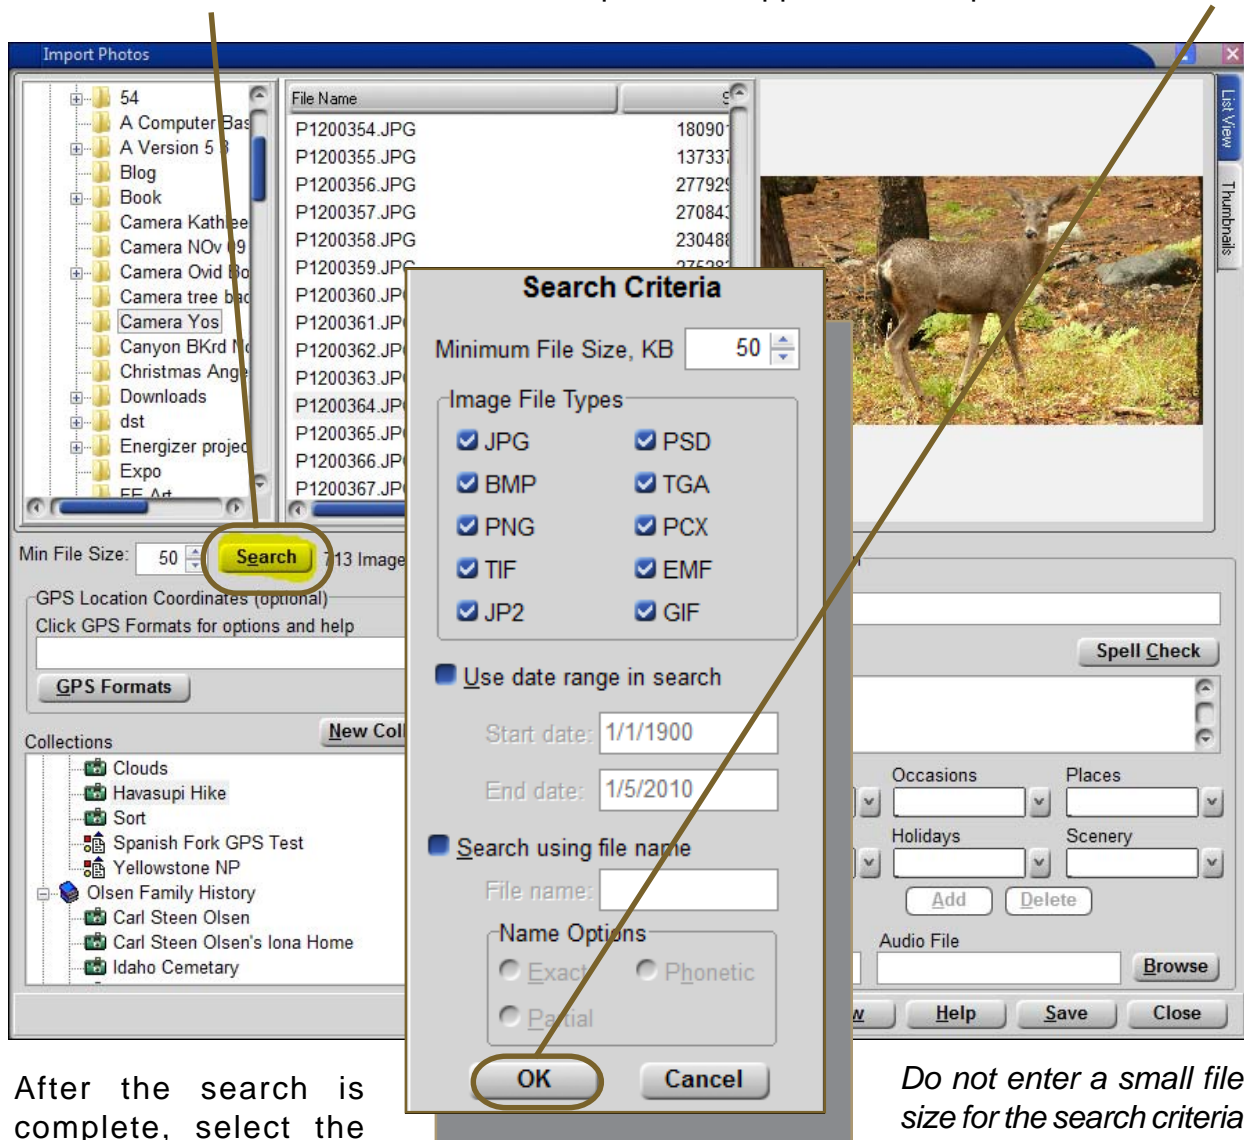 Import Photos
List View
Thumbnails
54
A Computer Bas
A Version 5 3
Blog
Book
Camera Kathlee
Camera NOv 09
Camera Ovid Bo
Camera tree bac
Camera Yos
Canyon BKrd
Christmas Ange
Downloads
dst
Energizer projec
Expo
File Name
P1200354.JPG 180901
P1200355.JPG 137337
P1200356.JPG 277929
P1200357.JPG 270843
P1200358.JPG 230488
P1200359.JPG
P1200360.JPG
P1200361.JP
P1200362.JP
P1200363.JP
P1200364.JP
P1200365.JP
P1200366.JP
P1200367.JP
Min File Size: 50 Search 713 Image
GPS Location Coordinates (optional)
Click GPS Formats for options and help
GPS Formats
Collections
New Coll
Clouds
Havasupi Hike
Sort
Spanish Fork GPS Test
Yellowstone NP
Olsen Family History
Carl Steen Olsen
Carl Steen Olsen's Iona Home
Idaho Cemetary
Search Criteria
Minimum File Size, KB 50
Image File Types
JPG PSD
BMP TGA
PNG PCX
TIF EMF
JP2 GIF
Use date range in search
Start date: 1/1/1900
End date: 1/5/2010
Search using file name
File name:
Name Options
Exact Phonetic
Partial
OK Cancel
Spell Check
Occasions Places
Holidays Scenery
Add Delete
Audio File
Browse
w Help Save Close
After the search is
complete, select the
Do not enter a small file
size for the search criteria